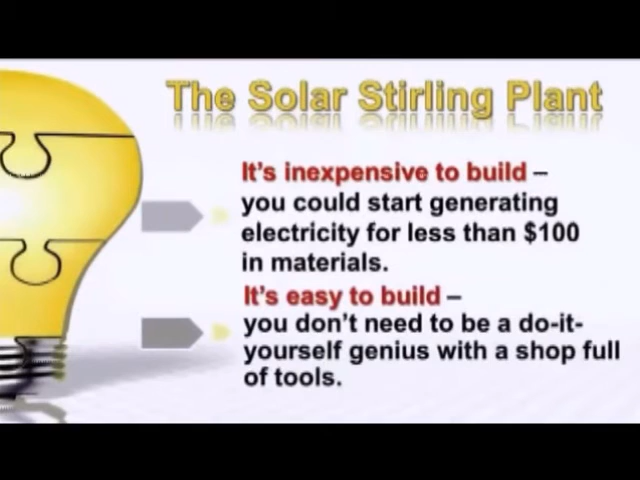 The Solar Stirling Plant
It's inexpensive to build –
you could start generating
electricity for less than $100
in materials.
It's easy to build –
you don't need to be a do-it-
yourself genius with a shop full
of tools.